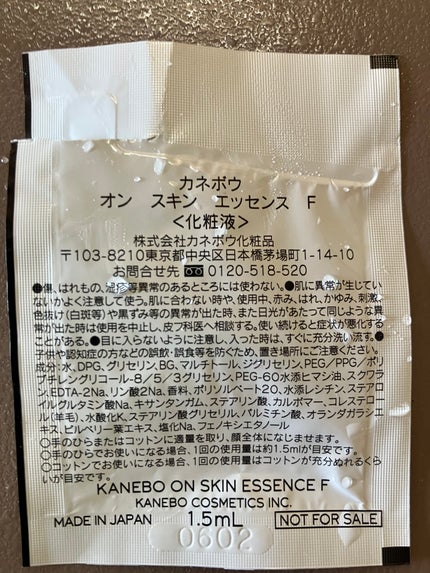 カネボウ
オン スキン エッセンス F
<化粧液>
株式会社カネボウ化粧品
〒103-8210東京都中央区日本橋茅場町1-14-10
お問合せ先 0120-518-520
●傷、はれもの、湿疹等異常のあるところには使わない。●肌に異常が生じてい
ないかよく注意して使う。肌に合わない時や、使用中、赤み、はれ、かゆみ、刺激、
色抜け(白斑等)や黒ずみ等の異常が出た時、また日光があたって同じような異
常が出た時は使用を中止し、皮フ科医へ相談する。使い続けると症状が悪化する
ことがある。●目に入らないように注意し、入った時は、すぐに充分洗い流す。●
子供や認知症の方などの誤飲・誤食等を防ぐため、置き場所にご注意ください。
成分:水、DPG、グリセリン、BG、マルチトール、ジグリセリン、PEG/PPG/ポリ
ブチレングリコール-8/5/3グリセリン、PEG-60水添ヒマシ油、エタノール
、EDTA-2Na、リン酸2Na、香料、ポリソルベート20、水添レシチン、ステアロ
イルグルタミン酸Na、キサンタンガム、ステアリン酸、カルボマー、コレステロ
ール(羊毛)、水酸化K、ステアリン酸グリセリル、パルミチン酸、オランダガラシ
エキス、ビルベリー葉エキス、塩化Na、フェノキシエタノール
○手のひらまたはコットンに適量を取り、顔全体になじませます。
○手のひらでお使いになる場合、1回の使用量は約1.5mlが目安です。
○コットンでお使いになる場合、1回の使用量はコットンが充分ぬれるくら
いが目安です。
KANEBO ON SKIN ESSENCE F
KANEBO COSMETICS INC.
MADE IN JAPAN 1.5mL NOT FOR SALE
0602